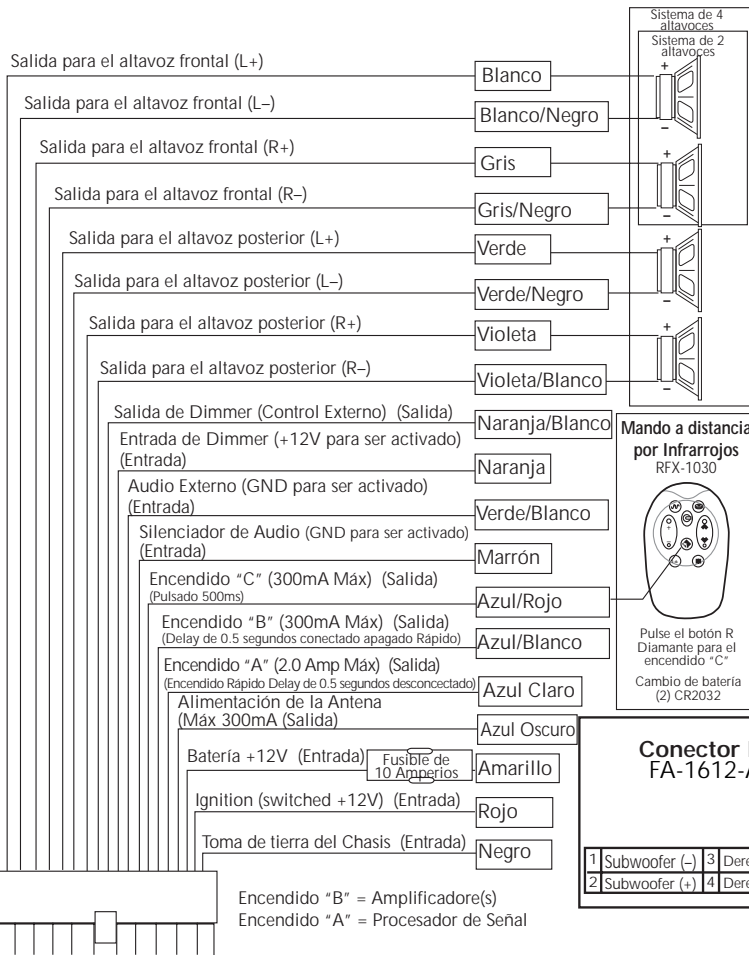 Sistema de 4
altavoces
Sistema de 2
altavoces
Salida para el altavoz frontal (L+)
Blanco
+
Salida para el altavoz frontal (L–)
Blanco/Negro
–
Salida para el altavoz frontal (R+)
Gris
+
Salida para el altavoz frontal (R–)
Gris/Negro
–
Salida para el altavoz posterior (L+)
Verde
+
Salida para el altavoz posterior (L–)
Verde/Negro
–
Salida para el altavoz posterior (R+)
Violeta
+
Salida para el altavoz posterior (R–)
Violeta/Blanco
–
Salida de Dimmer (Control Externo) (Salida)
Naranja/Blanco
Entrada de Dimmer (+12V para ser activado)
(Entrada)
Naranja
Audio Externo (GND para ser activado)
(Entrada)
Verde/Blanco
Silenciador de Audio (GND para ser activado)
(Entrada)
Marrón
Encendido "C" (300mA Máx) (Salida)
(Pulsado 500ms)
Azul/Rojo
Encendido "B" (300mA Máx) (Salida)
(Delay de 0.5 segundos conectado apagado Rápido)
Azul/Blanco
Encendido "A" (2.0 Amp Máx) (Salida)
(Encendido Rápido Delay de 0.5 segundos desconcectado)
Azul Claro
Alimentación de la Antena
(Máx 300mA (Salida)
Azul Oscuro
Batería +12V (Entrada)
Fusible de
10 Amperios
Amarillo
Ignition (switched +12V) (Entrada)
Rojo
Toma de tierra del Chasis (Entrada)
Negro
Encendido "B" = Amplificadore(s)
Encendido "A" = Procesador de Señal
Mando a distancia
por Infrarrojos
RFX-1030
Pulse el botón R
Diamante para el
encendido "C"
Cambio de batería
(2) CR2032
Conector
FA-1612-A
1 Subwoofer (–) 3 Dere
2 Subwoofer (+) 4 Dere